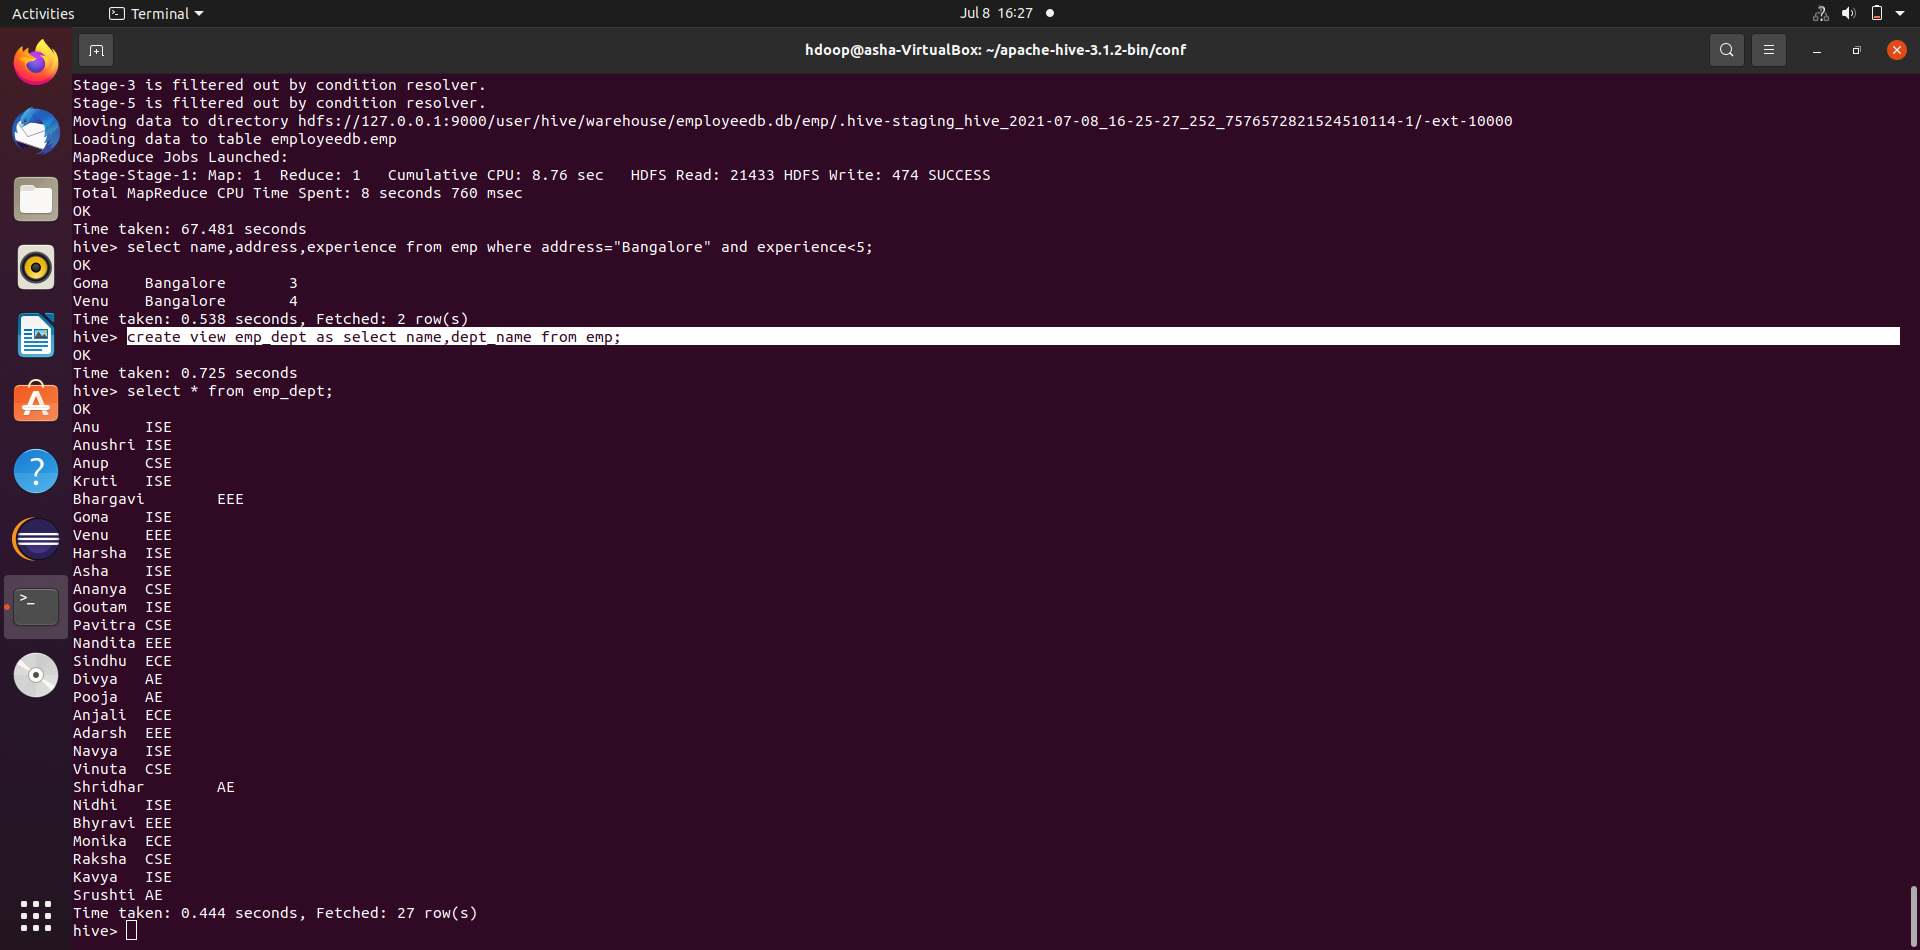 Activities
Terminal
Jul 8 16:27
hdoop@asha-VirtualBox: ~/apache-hive-3.1.2-bin/conf
Stage-3 is filtered out by condition resolver.
Stage-5 is filtered out by condition resolver.
Moving data to directory hdfs://127.0.0.1:9000/user/hive/warehouse/employeedb.db/emp/.hive-staging_hive_2021-07-08_16-25-27_252_7576572821524510114-1/-ext-10000
Loading data to table employeedb.emp
MapReduce Jobs Launched:
Stage-Stage-1: Map: 1  Reduce: 1   Cumulative CPU: 8.76 sec   HDFS Read: 21433 HDFS Write: 474 SUCCESS
Total MapReduce CPU Time Spent: 8 seconds 760 msec
OK
Time taken: 67.481 seconds
hive> select name,address,experience from emp where address="Bangalore" and experience<5;
OK
Goma    Bangalore       3
Venu    Bangalore       4
Time taken: 0.538 seconds, Fetched: 2 row(s)
hive> create view emp_dept as select name,dept_name from emp;
OK
Time taken: 0.725 seconds
hive> select * from emp_dept;
OK
Anu     ISE
Anushri ISE
Anup    CSE
Kruti   ISE
Bhargavi        EEE
Goma    ISE
Venu    EEE
Harsha  ISE
Asha    ISE
Ananya  CSE
Goutam  ISE
Pavitra CSE
Nandita EEE
Sindhu  ECE
Divya   AE
Pooja   AE
Anjali  ECE
Adarsh  EEE
Navya   ISE
Vinuta  CSE
Shridhar        AE
Nidhi   ISE
Bhyravi EEE
Monika  ECE
Raksha  CSE
Kavya   ISE
Srushti AE
Time taken: 0.444 seconds, Fetched: 27 row(s)
hive>